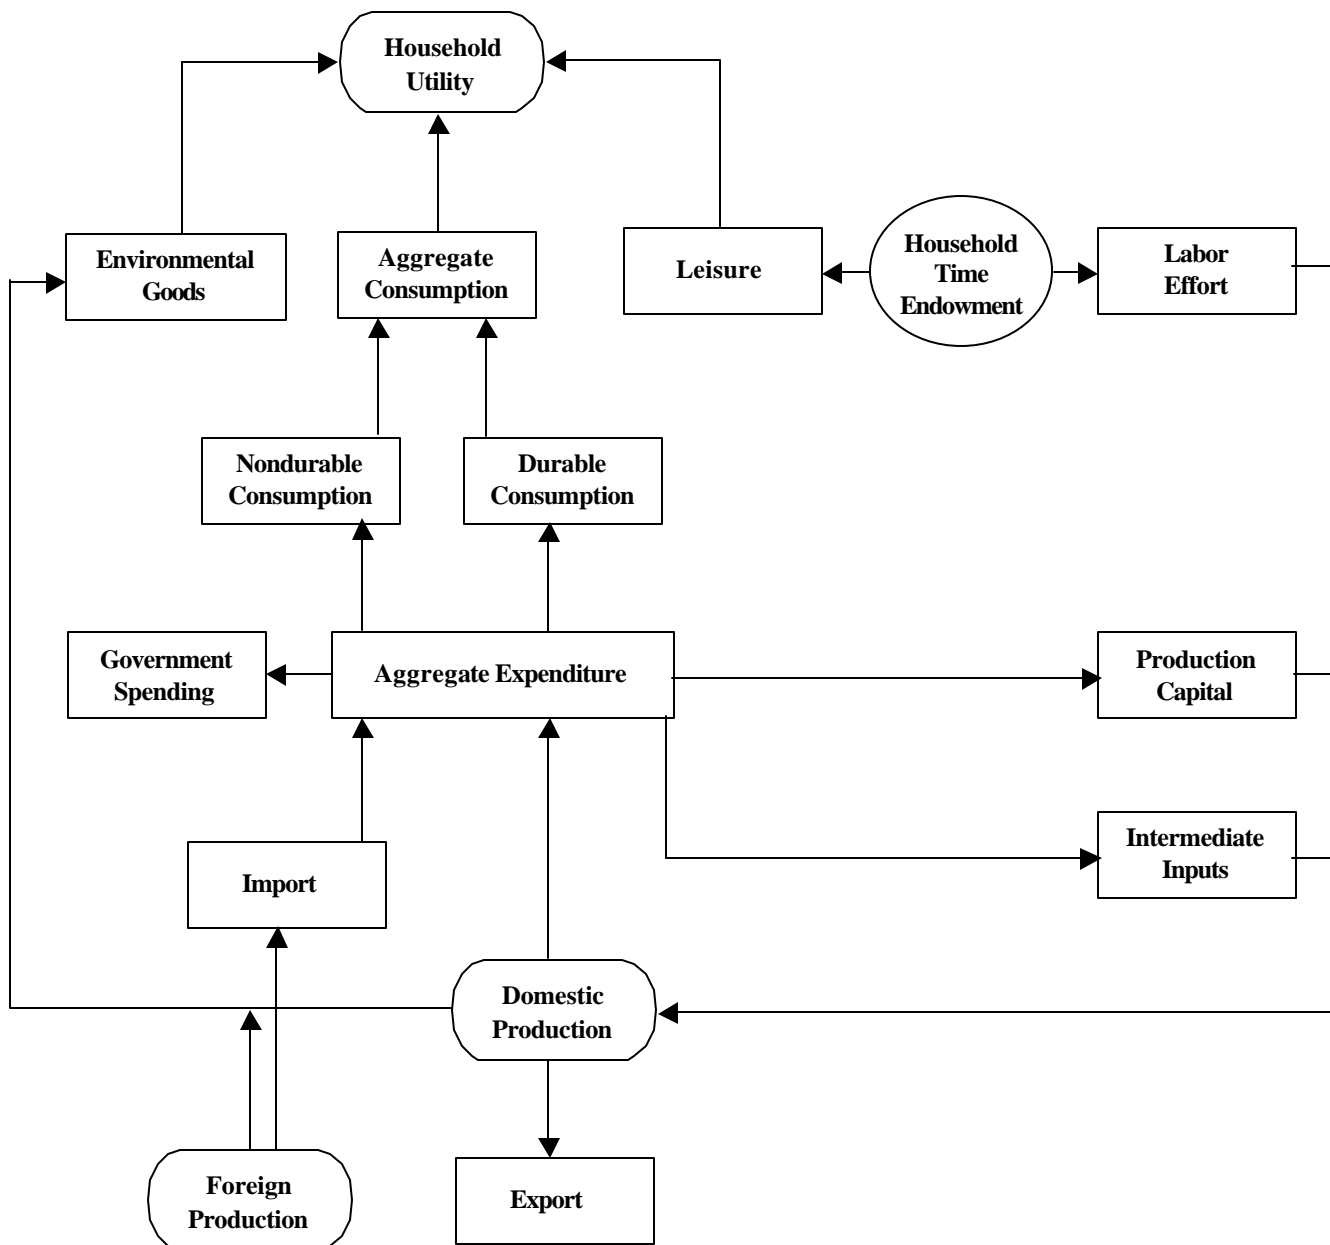 Household
Utility
Environmental
Goods
Aggregate
Consumption
Leisure
Household
Time
Endowment
Labor
Effort
Nondurable
Consumption
Durable
Consumption
Government
Spending
Aggregate Expenditure
Production
Capital
Import
Intermediate
Inputs
Domestic
Production
Foreign
Production
Export